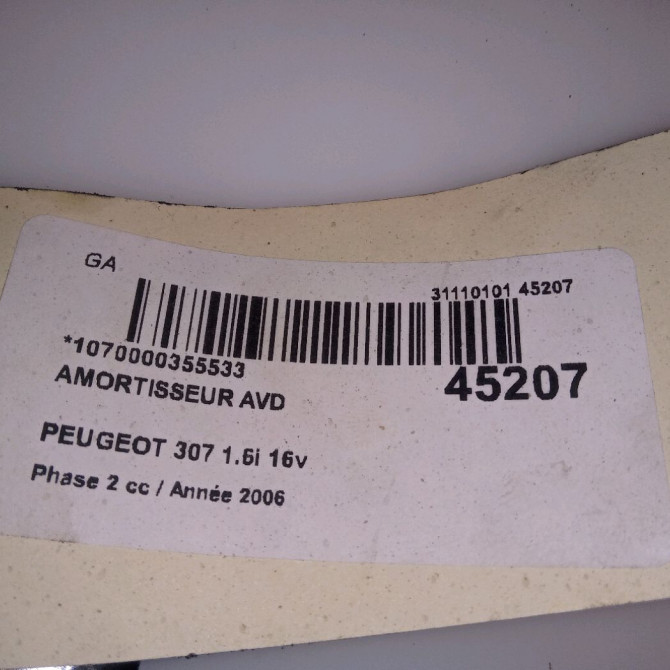 GA
31110101 45207
*1070000355533
45207
AMORTISSEUR AVD
PEUGEOT 307 1.6i 16v
Phase 2 cc / Année 2006